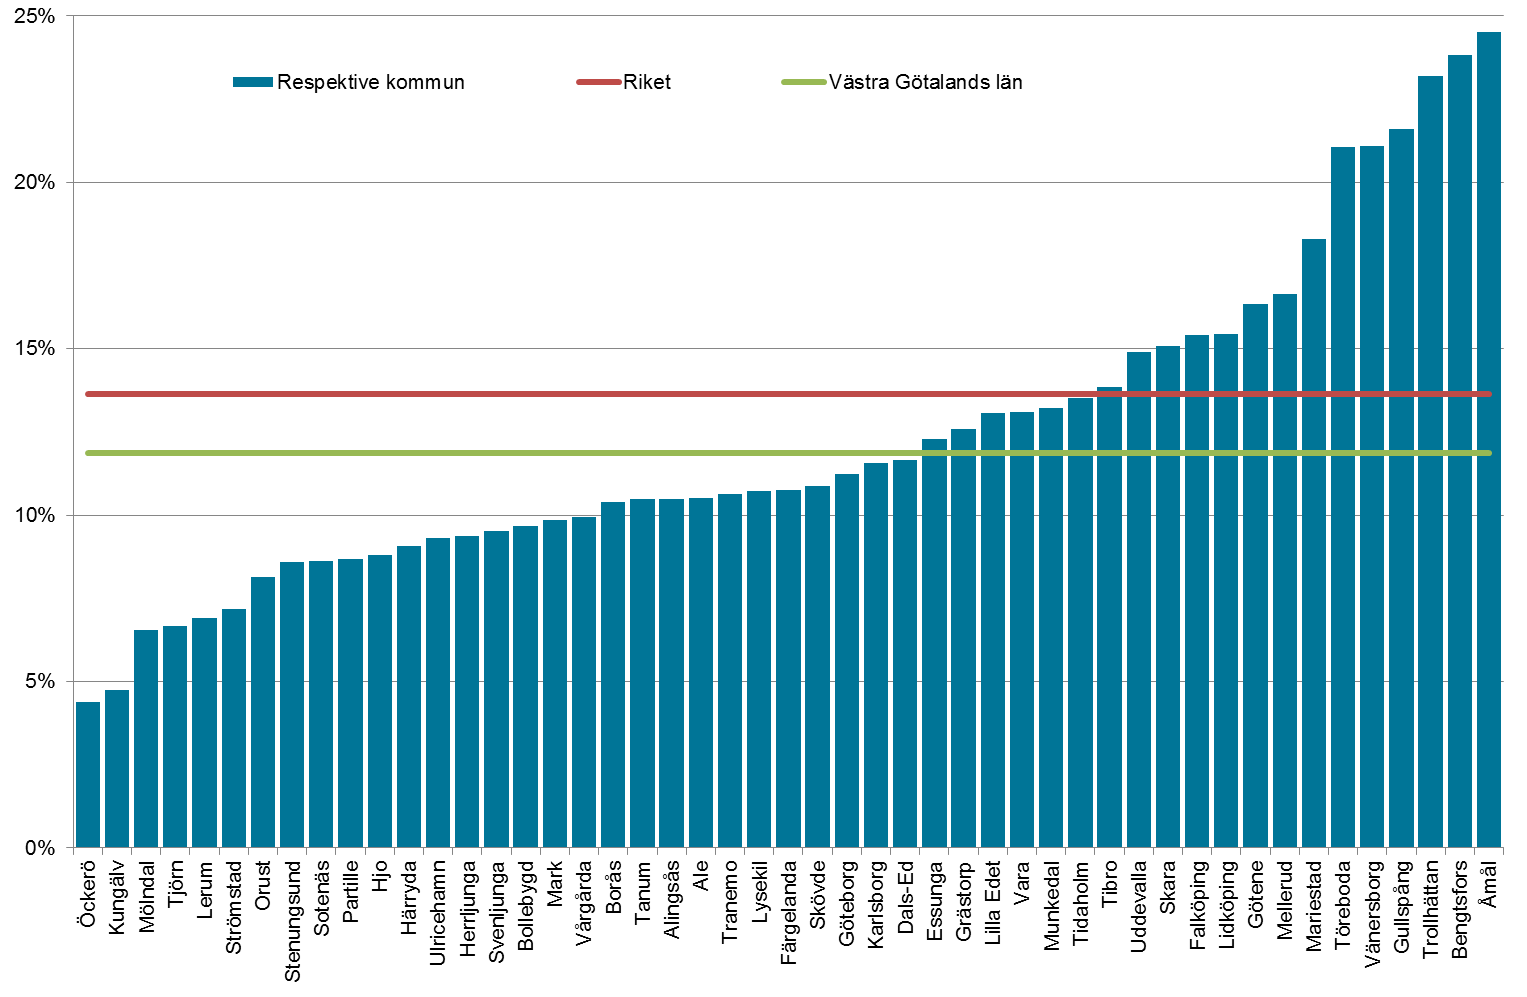 25%
20%
15%
10%
5%
0%
Respektive kommun
Riket
Västra Götalands län
Öckerö
Kungälv
Mölndal
Tjörn
Lerum
Strömstad
Orust
Stenungsund
Sotenäs
Partille
Hjo
Härryda
Ulricehamn
Herrljunga
Svenljunga
Bollebygd
Mark
Vårgårda
Borås
Tanum
Alingsås
Ale
Tranemo
Lysekil
Färgelanda
Skövde
Göteborg
Karlsborg
Dals-Ed
Essunga
Grästorp
Lilla Edet
Vara
Munkedal
Tidaholm
Tibro
Uddevalla
Skara
Falköping
Lidköping
Götene
Mellerud
Mariestad
Töreboda
Vänersborg
Gullspång
Trollhättan
Bengtsfors
Åmål